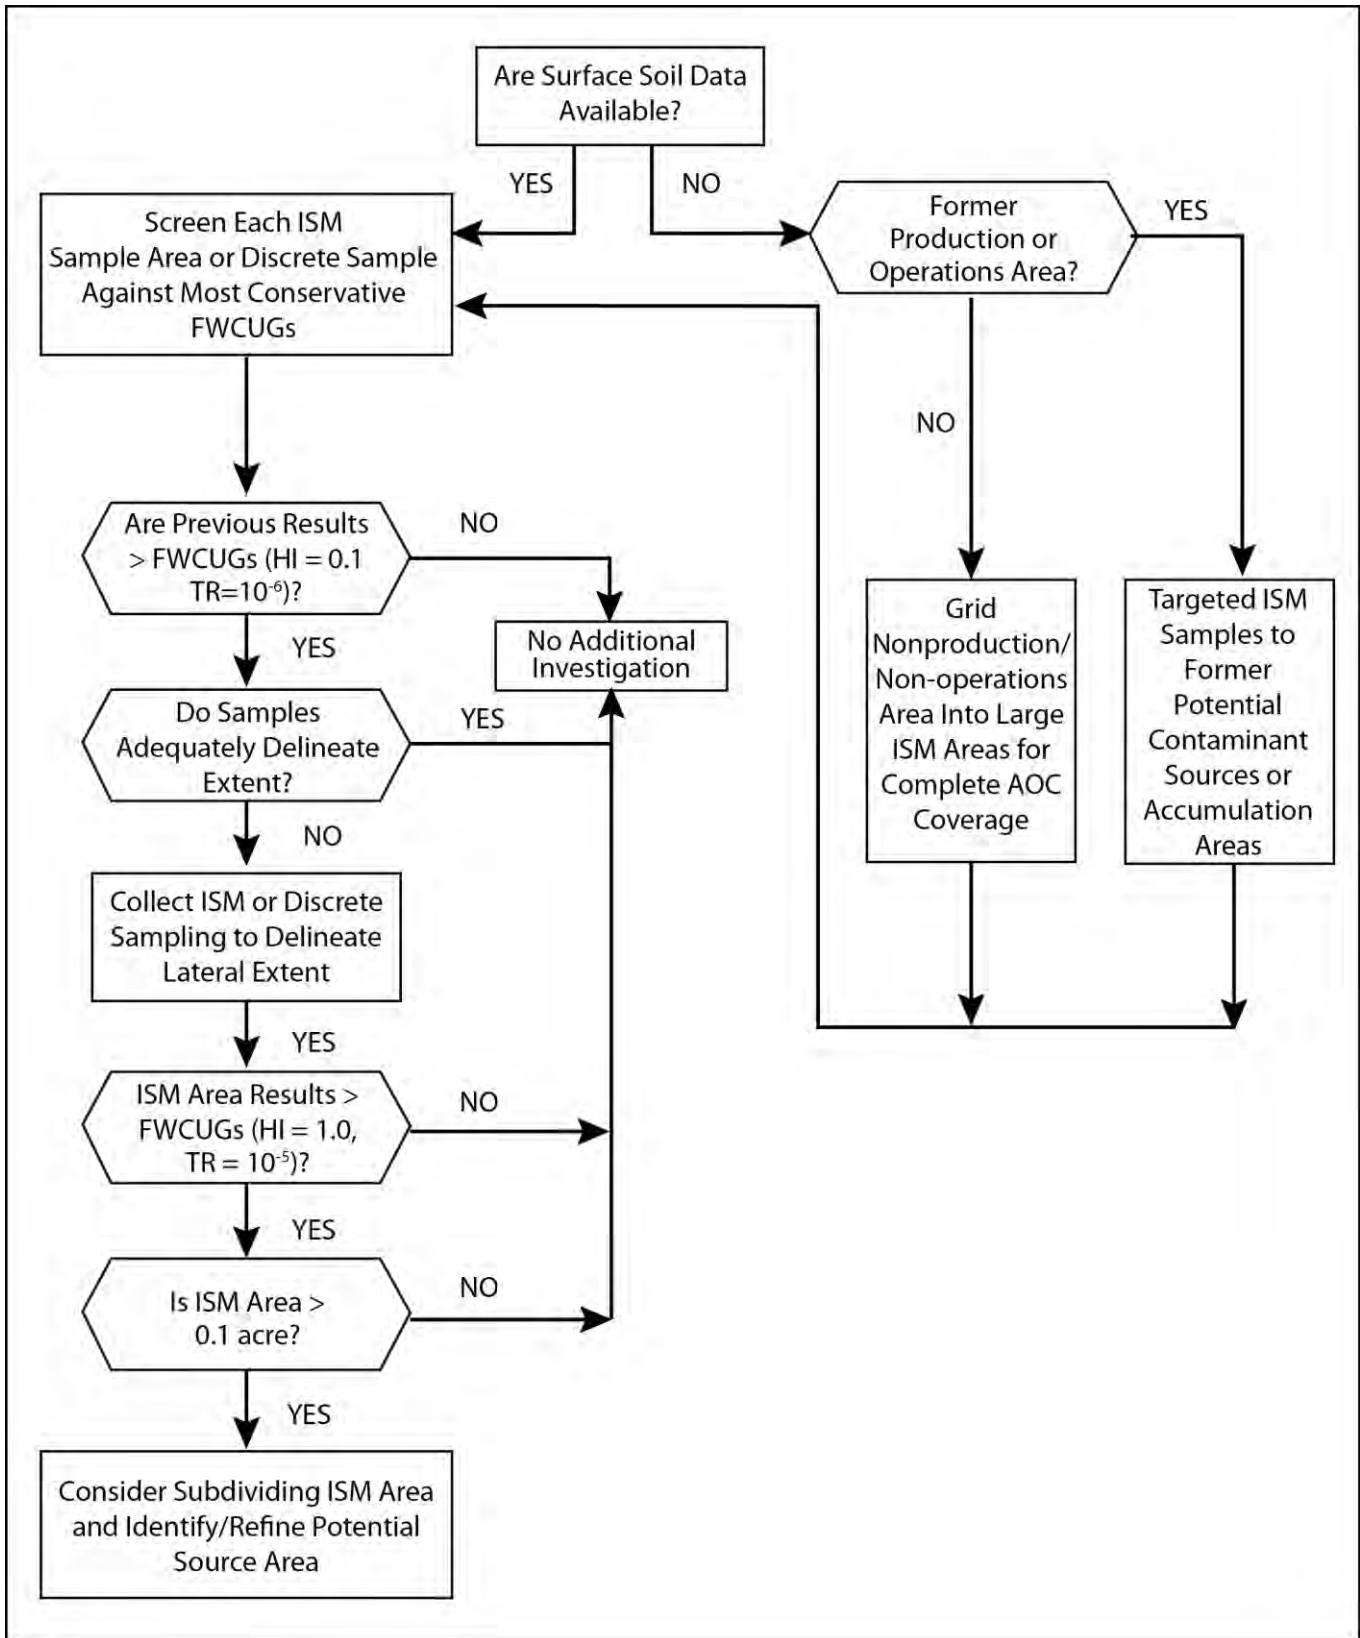 Are Surface Soil Data
Available?
YES
NO
Screen Each ISM
Sample Area or Discrete Sample
Against Most Conservative
FWCUGs
Former
Production or
Operations Area?
YES
NO
Are Previous Results
> FWCUGs (HI = 0.1
TR=10⁻⁶)?
NO
YES
No Additional
Investigation
Grid
Nonproduction/
Non-operations
Area Into Large
ISM Areas for
Complete AOC
Coverage
Targeted ISM
Samples to
Former
Potential
Contaminant
Sources or
Accumulation
Areas
Do Samples
Adequately Delineate
Extent?
YES
NO
Collect ISM or Discrete
Sampling to Delineate
Lateral Extent
YES
ISM Area Results >
FWCUGs (HI = 1.0,
TR = 10⁻⁵)?
NO
YES
Is ISM Area >
0.1 acre?
NO
YES
Consider Subdividing ISM Area
and Identify/Refine Potential
Source Area